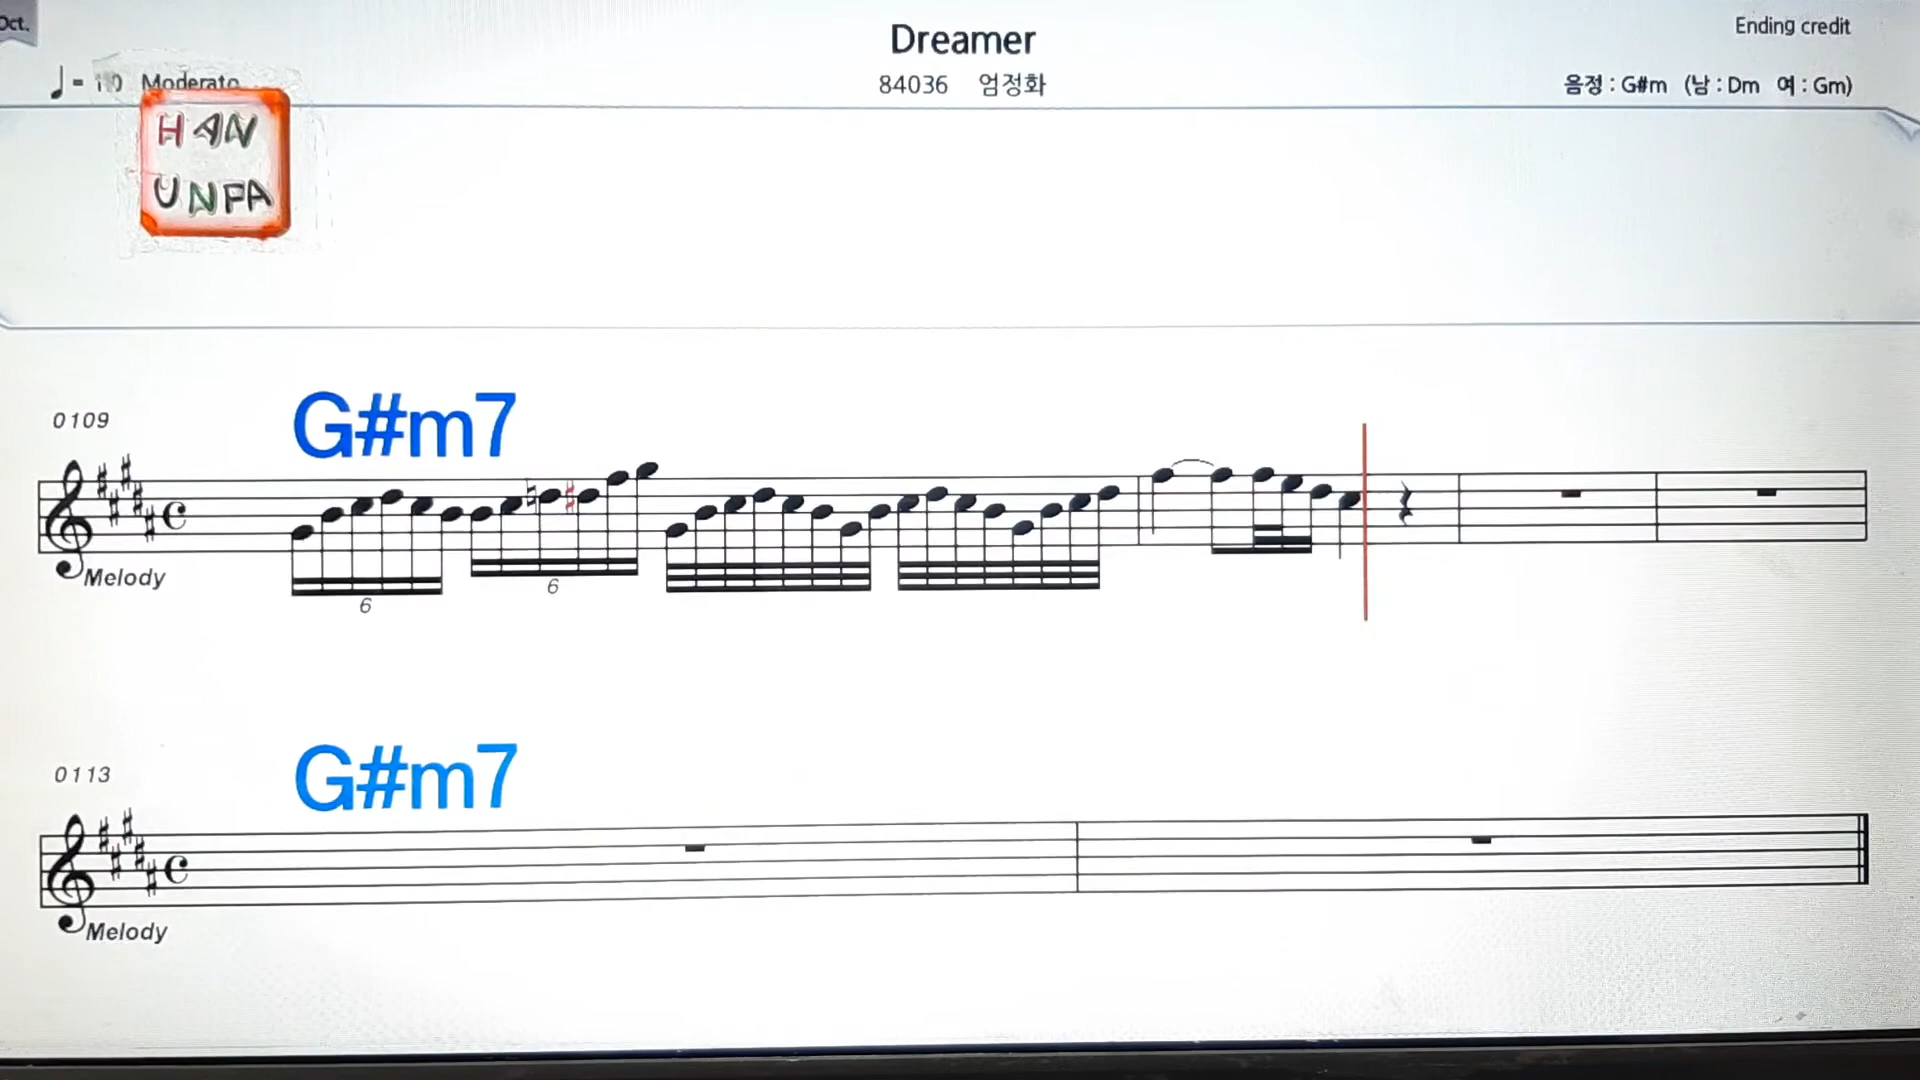 Oct.
Dreamer
Ending credit
Moderato
84036 엄정화
음정 : G#m (남 : Dm 여 : Gm)
HAN
UNPA
0109
G#m7
6
6
Melody
0113
G#m7
Melody